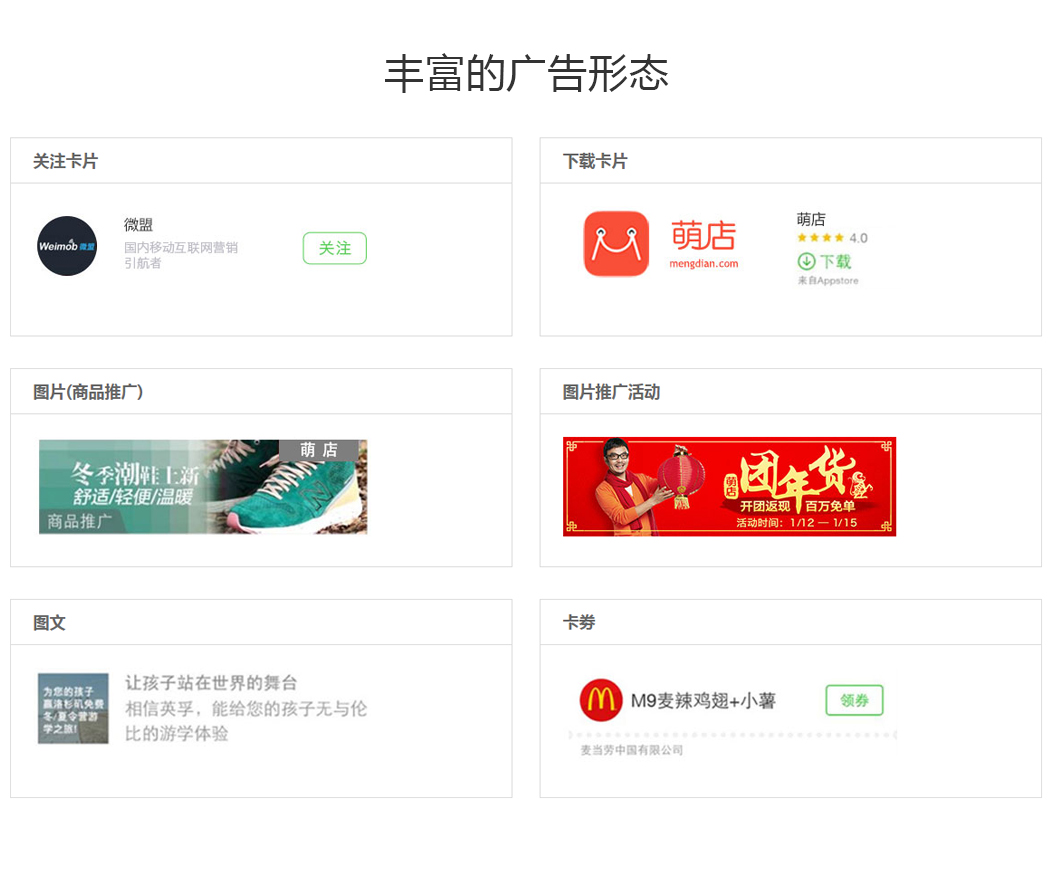 丰富的广告形态
关注卡片
Weimob 微盟
微盟
国内移动互联网营销
引航者
关注
下载卡片
萌店
mengdian.com
萌店
4.0
下载
来自Appstore
图片(商品推广)
萌 店
冬季潮鞋上新
舒适/轻便/温暖
商品推广
图片推广活动
萌店
团年货
开团返现 百万免单
活动时间：1/12 — 1/15
图文
为您的孩子
赢洛杉矶免费
冬/夏令营游
学之旅!
让孩子站在世界的舞台
相信英孚，能给您的孩子无与伦
比的游学体验
卡券
M9麦辣鸡翅+小薯
领券
麦当劳中国有限公司